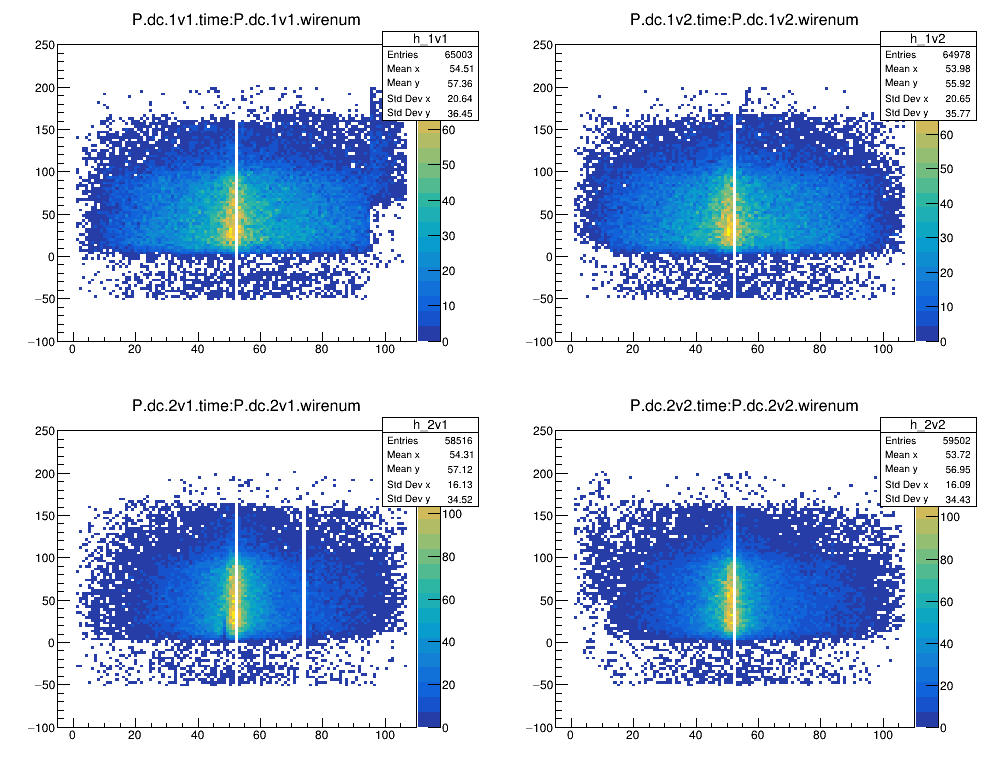 P.dc.1v1.time:P.dc.1v1.wirenum
h_1v1
Entries 65003
Mean x 54.51
Mean y 57.36
Std Dev x 20.64
Std Dev y 36.45
250
200
150
100
50
0
−50
−100
0 20 40 60 80 100
60
50
40
30
20
10
0
P.dc.1v2.time:P.dc.1v2.wirenum
h_1v2
Entries 64978
Mean x 53.98
Mean y 55.92
Std Dev x 20.65
Std Dev y 35.77
250
200
150
100
50
0
−50
−100
0 20 40 60 80 100
60
50
40
30
20
10
0
P.dc.2v1.time:P.dc.2v1.wirenum
h_2v1
Entries 58516
Mean x 54.31
Mean y 57.12
Std Dev x 16.13
Std Dev y 34.52
250
200
150
100
50
0
−50
−100
0 20 40 60 80 100
100
80
60
40
20
0
P.dc.2v2.time:P.dc.2v2.wirenum
h_2v2
Entries 59502
Mean x 53.72
Mean y 56.95
Std Dev x 16.09
Std Dev y 34.43
250
200
150
100
50
0
−50
−100
0 20 40 60 80 100
100
80
60
40
20
0